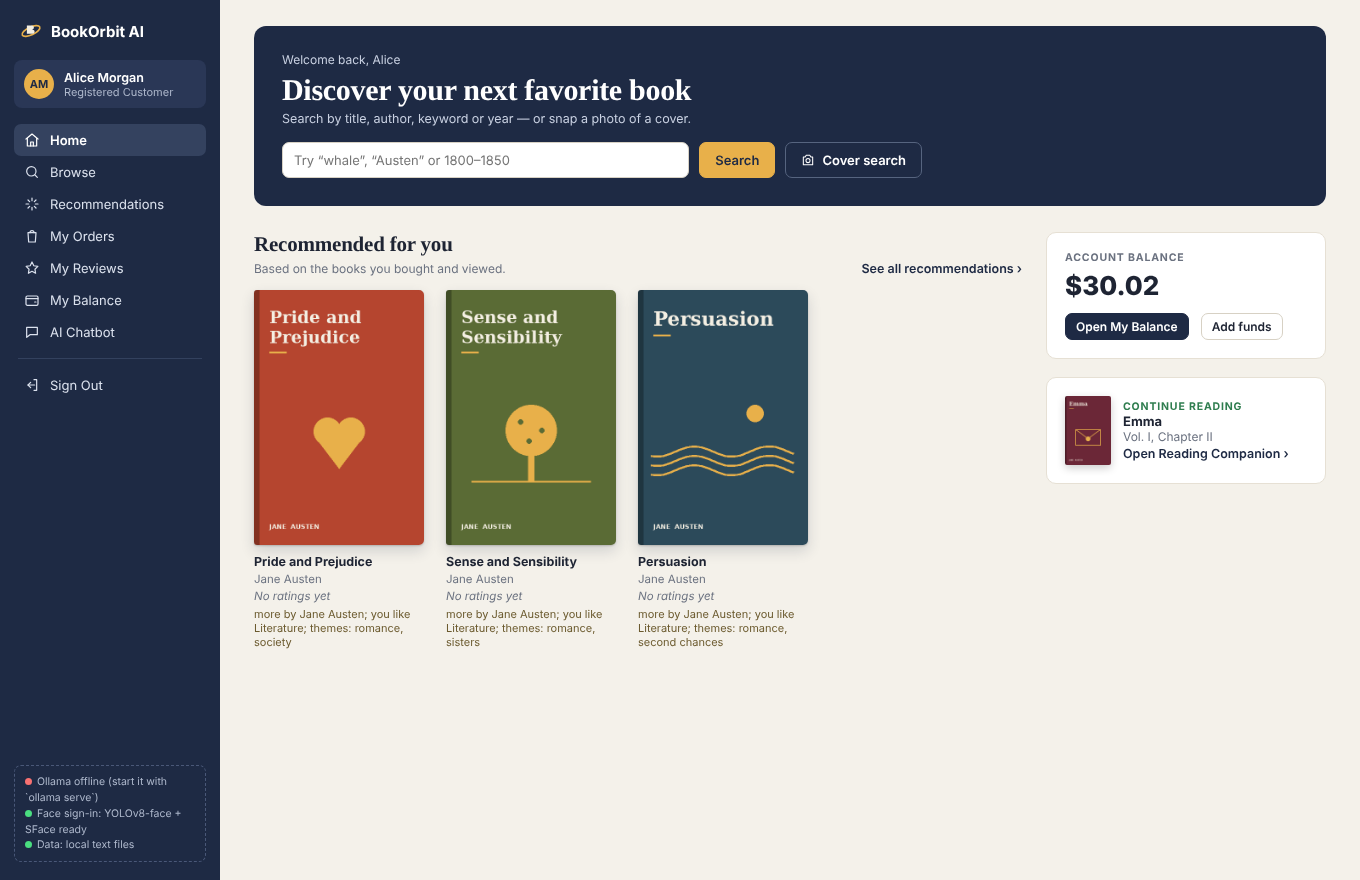 BookOrbit AI
AM
Alice Morgan
Registered Customer
Home
Browse
Recommendations
My Orders
My Reviews
My Balance
AI Chatbot
Sign Out
Ollama offline (start it with
`ollama serve`)
Face sign-in: YOLOv8-face +
SFace ready
Data: local text files
Welcome back, Alice
Discover your next favorite book
Search by title, author, keyword or year — or snap a photo of a cover.
Try “whale”, “Austen” or 1800–1850
Search
Cover search
Recommended for you
Based on the books you bought and viewed.
See all recommendations ›
Pride and
Prejudice
JANE AUSTEN
Pride and Prejudice
Jane Austen
No ratings yet
more by Jane Austen; you like
Literature; themes: romance,
society
Sense and
Sensibility
JANE AUSTEN
Sense and Sensibility
Jane Austen
No ratings yet
more by Jane Austen; you like
Literature; themes: romance,
sisters
Persuasion
JANE AUSTEN
Persuasion
Jane Austen
No ratings yet
more by Jane Austen; you like
Literature; themes: romance,
second chances
ACCOUNT BALANCE
$30.02
Open My Balance
Add funds
Emma
CONTINUE READING
Emma
Vol. I, Chapter II
Open Reading Companion ›